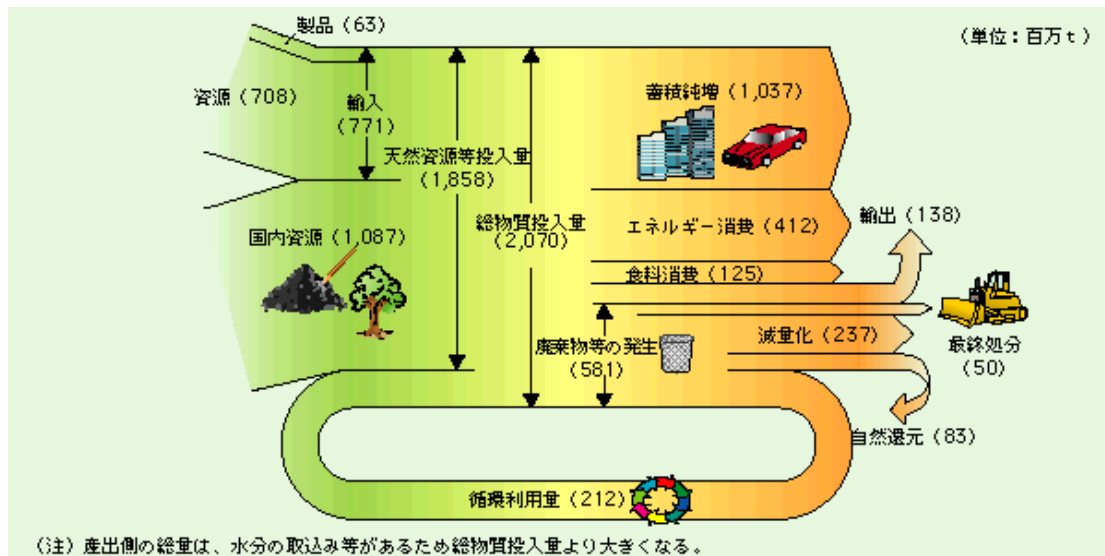 製品 (63)
(単位：百万ｔ)
資源 (708)
輸入
(771)
蓄積純増 (1,037)
天然資源等投入量
(1,858)
総物質投入量
(2,070)
エネルギー消費 (412)
輸出 (138)
国内資源 (1,087)
食料消費 (125)
廃棄物等の発生
(581)
減量化 (237)
最終処分
(50)
自然還元 (83)
循環利用量 (212)
(注) 産出側の総量は、水分の取込み等があるため総物質投入量より大きくなる。